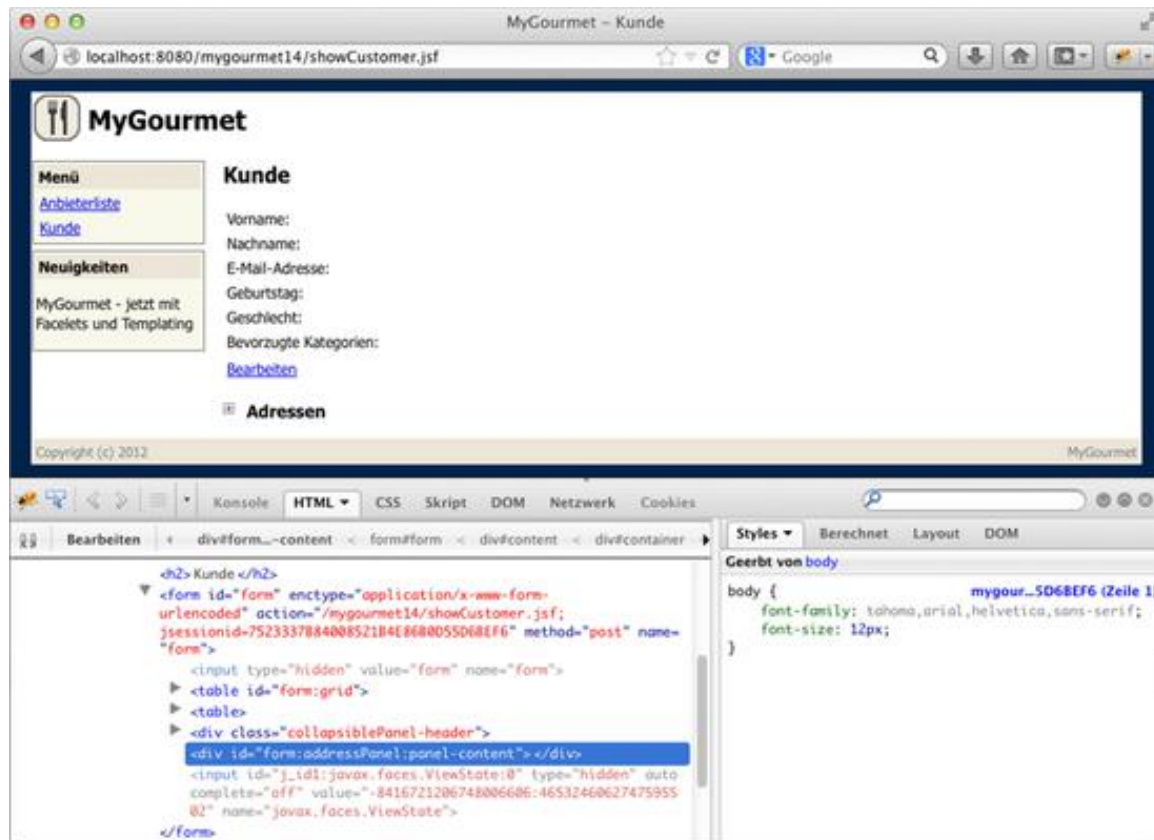 MyGourmet – Kunde
localhost:8080/mygourmet14/showCustomer.jsf
Google
MyGourmet
Menü
Anbieterliste
Kunde
Neuigkeiten
MyGourmet - jetzt mit
Facelets und Templating
Kunde
Vorname:
Nachname:
E-Mail-Adresse:
Geburtstag:
Geschlecht:
Bevorzugte Kategorien:
Bearbeiten
Adressen
Copyright (c) 2012
MyGourmet
Konsole HTML CSS Skript DOM Netzwerk Cookies
Bearbeiten div#form...-content < form#form < div#content < div#container
<h2> Kunde </h2>
<form id="form" enctype="application/x-www-form-
urlencoded" action="/mygourmet14/showCustomer.jsf;
method="post" name=
"form">
<input type="hidden" value="form" name="form">
<table id="form:grid">
<table>
<div class="collapsiblePanel-header">
<div id="form:addressPanel:panel-content"> </div>
<input id="j_id1:javax.faces.ViewState:0" type="hidden" auto
complete="off" value="-8416721206748006606:46532460627475955
02" name="javax.faces.ViewState">
</form>
Styles Berechnet Layout DOM
Geerbt von body
body { mygour...5D6BEF6 (Zeile 1)
font-family: tahoma,arial,helvetica,sans-serif;
font-size: 12px;
}